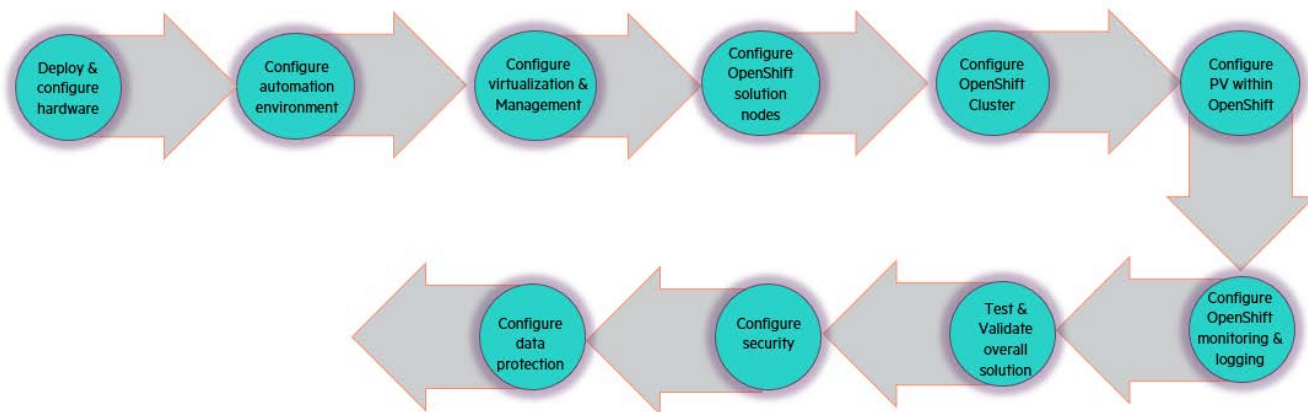 Deploy &
configure
hardware
Configure
automation
environment
Configure
virtualization &
Management
Configure
OpenShift
solution
nodes
Configure
OpenShift
Cluster
Configure
PV within
OpenShift
Configure
OpenShift
monitoring &
logging
Test &
Validate
overall
solution
Configure
security
Configure
data
protection